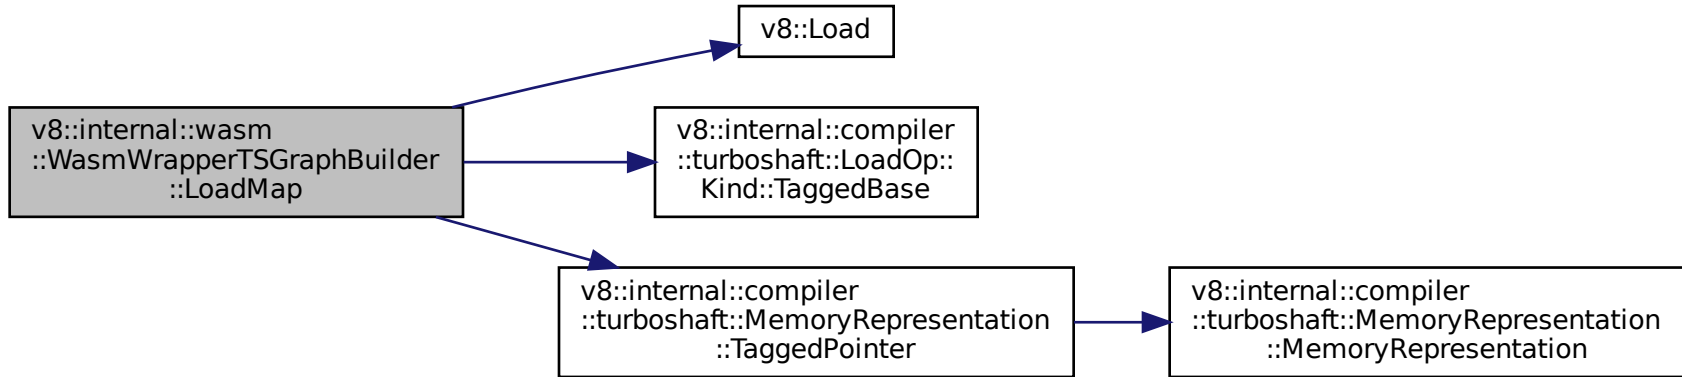 v8::Load
v8::internal::wasm
::WasmWrapperTSGraphBuilder
::LoadMap
v8::internal::compiler
::turboshaft::LoadOp::
Kind::TaggedBase
v8::internal::compiler
::turboshaft::MemoryRepresentation
::TaggedPointer
v8::internal::compiler
::turboshaft::MemoryRepresentation
::MemoryRepresentation